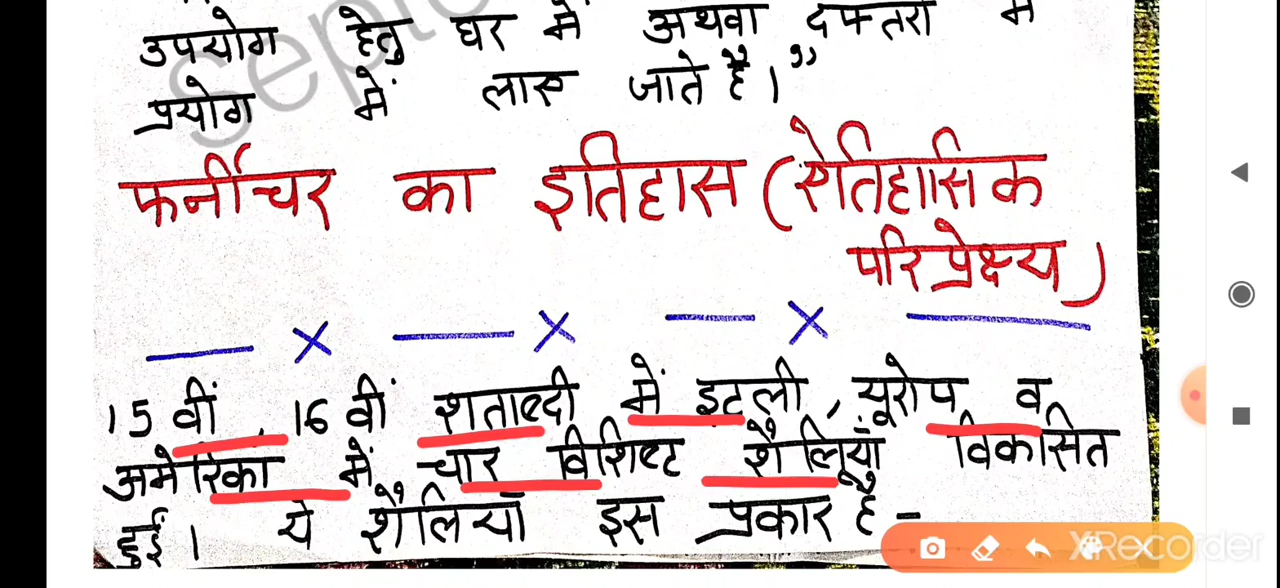 उपयोग हेतु घर में अथवा दफ्तरों में
प्रयोग में लाए जाते है।”
फर्नीचर का इतिहास (ऐतिहासिक
परिप्रेक्ष्य)
15 वीं, 16 वीं शताब्दी में इटली, यूरोप व
अमेरिका में चार विशिष्ट शैलियाँ विकसित
हुई। ये शैलियाँ इस प्रकार है -
XRecorder